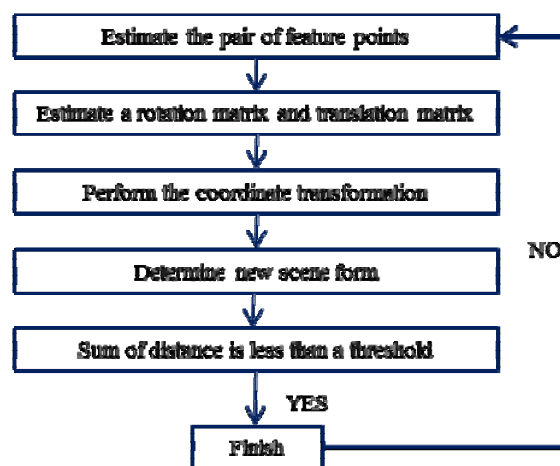 Estimate the pair of feature points
Estimate a rotation matrix and translation matrix
Perform the coordinate transformation
Determine new scene form
NO
Sum of distance is less than a threshold
YES
Finish